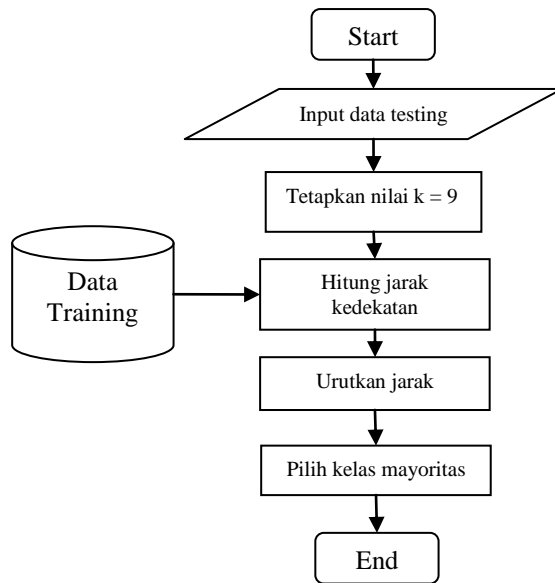 Start
Input data testing
Tetapkan nilai k = 9
Data
Training
Hitung jarak
kedekatan
Urutkan jarak
Pilih kelas mayoritas
End